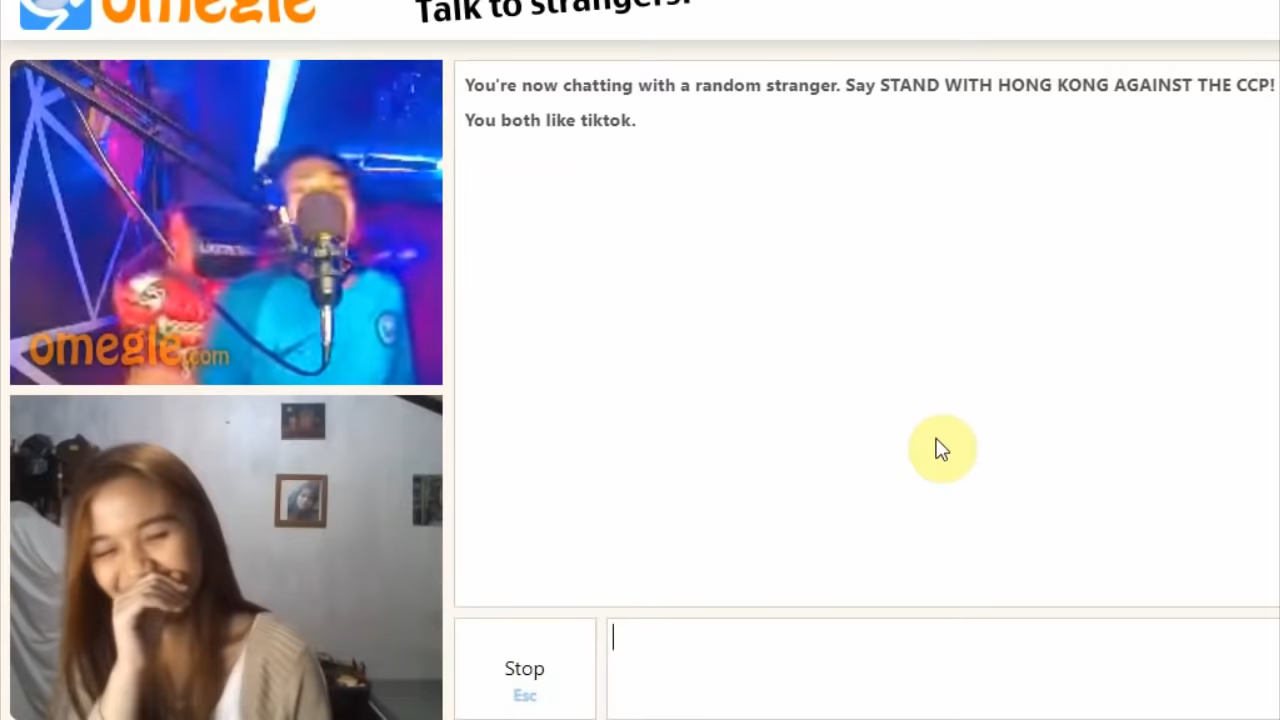 omegle
Talk to strangers!
You're now chatting with a random stranger. Say STAND WITH HONG KONG AGAINST THE CCP!
You both like tiktok.
omegle.com
Stop
Esc